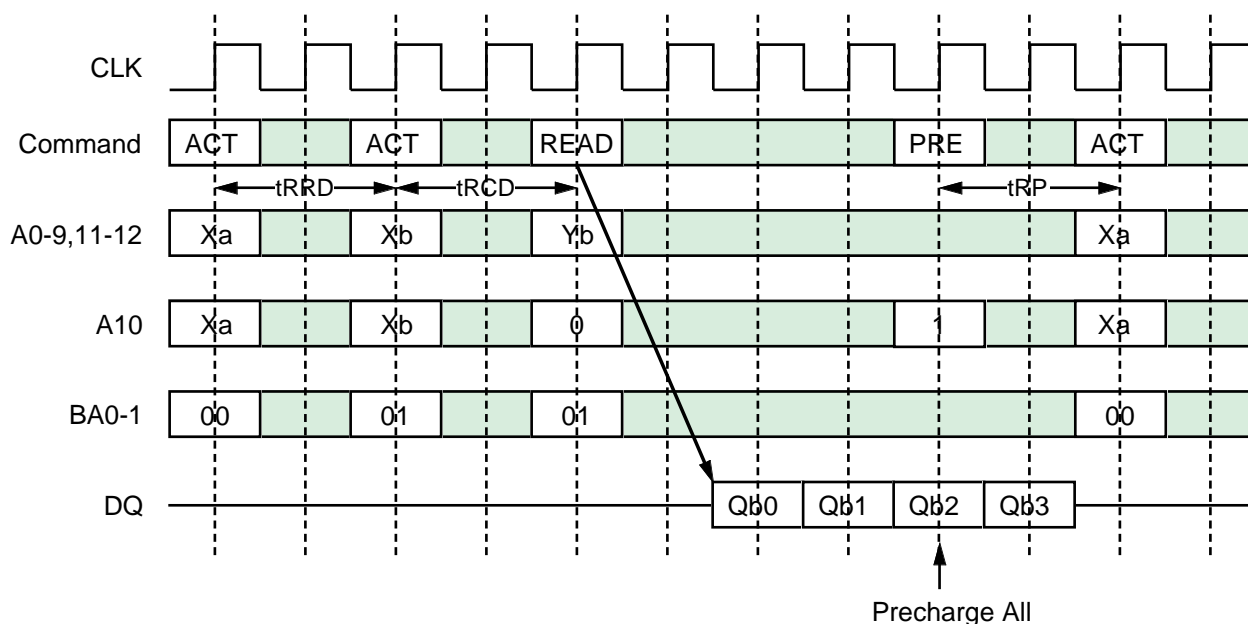 CLK
Command ACT ACT READ PRE ACT
tRRD tRCD tRP
A0-9,11-12 Xa Xb Yb Xa
A10 Xa Xb 0 1 Xa
BA0-1 00 01 01 00
DQ Qb0 Qb1 Qb2 Qb3
Precharge All